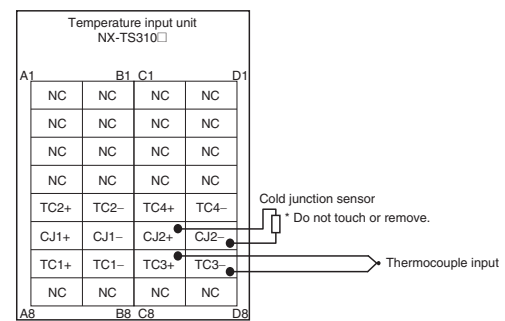 Temperature input unit
NX-TS310□
A1 B1 C1 D1
NC NC NC NC
NC NC NC NC
NC NC NC NC
NC NC NC NC
TC2+ TC2– TC4+ TC4–
CJ1+ CJ1– CJ2+ CJ2–
TC1+ TC1– TC3+ TC3–
NC NC NC NC
A8 B8 C8 D8
Cold junction sensor
* Do not touch or remove.
Thermocouple input